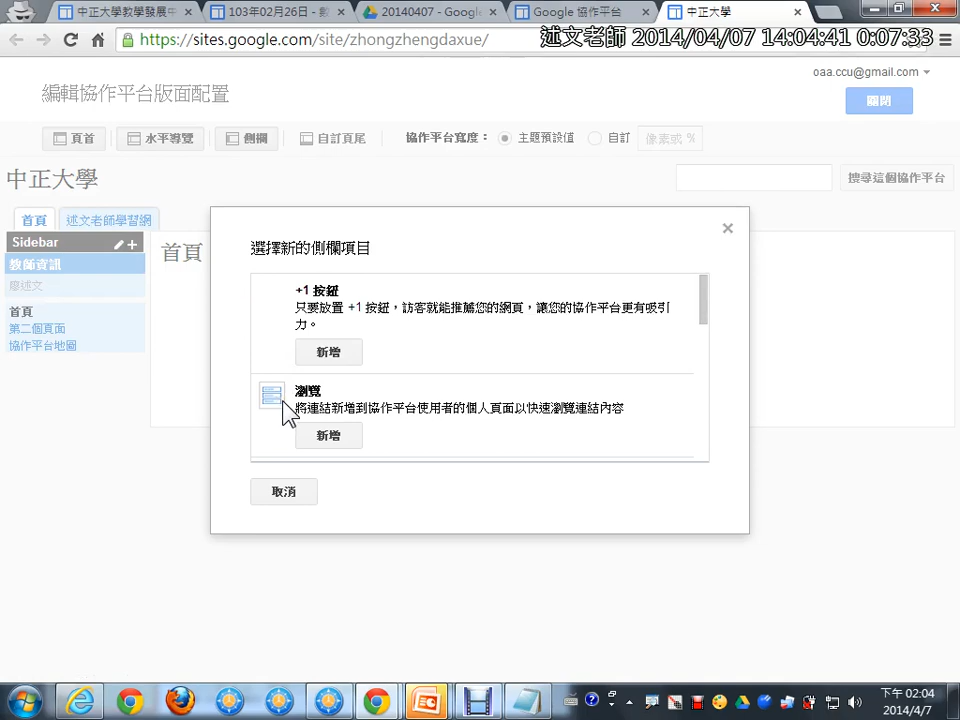 中正大學教學發展中
103年02月26日 - 數
20140407 - Google
Google 協作平台
中正大學
https://sites.google.com/site/zhongzhengdaxue/
述文老師 2014/04/07 14:04:41 0:07:33
oaa.ccu@gmail.com
編輯協作平台版面配置
關閉
頁首
水平導覽
側欄
自訂頁尾
協作平台寬度：
主題預設值
自訂
像素或 %
中正大學
搜尋這個協作平台
首頁
述文老師學習網
Sidebar
教師資訊
廖述文
首頁
第二個頁面
協作平台地圖
首頁
選擇新的側欄項目
+1 按鈕
只要放置 +1 按鈕，訪客就能推薦您的網頁，讓您的協作平台更有吸引
力。
新增
瀏覽
將連結新增到協作平台使用者的個人頁面以快速瀏覽連結內容
新增
取消
下午 02:04
2014/4/7